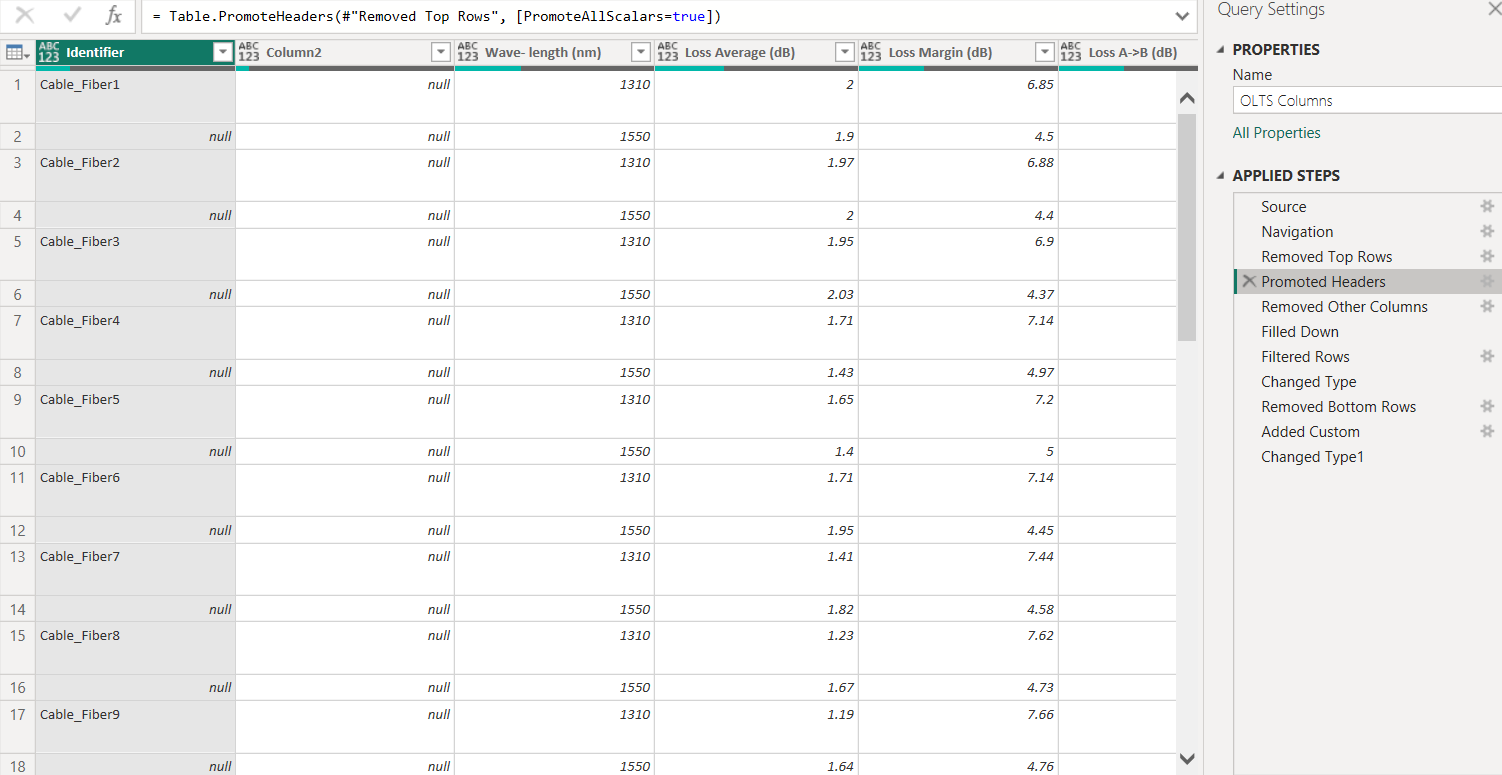 fx = Table.PromoteHeaders(#"Removed Top Rows", [PromoteAllScalars=true])
ABC 123 Identifier ABC 123 Column2 ABC 123 Wave- length (nm) ABC 123 Loss Average (dB) ABC 123 Loss Margin (dB) ABC 123 Loss A->B (dB)
1 Cable_Fiber1 null 1310 2 6.85
2 null null 1550 1.9 4.5
3 Cable_Fiber2 null 1310 1.97 6.88
4 null null 1550 2 4.4
5 Cable_Fiber3 null 1310 1.95 6.9
6 null null 1550 2.03 4.37
7 Cable_Fiber4 null 1310 1.71 7.14
8 null null 1550 1.43 4.97
9 Cable_Fiber5 null 1310 1.65 7.2
10 null null 1550 1.4 5
11 Cable_Fiber6 null 1310 1.71 7.14
12 null null 1550 1.95 4.45
13 Cable_Fiber7 null 1310 1.41 7.44
14 null null 1550 1.82 4.58
15 Cable_Fiber8 null 1310 1.23 7.62
16 null null 1550 1.67 4.73
17 Cable_Fiber9 null 1310 1.19 7.66
18 null null 1550 1.64 4.76
Query Settings
PROPERTIES
Name
OLTS Columns
All Properties
APPLIED STEPS
Source
Navigation
Removed Top Rows
Promoted Headers
Removed Other Columns
Filled Down
Filtered Rows
Changed Type
Removed Bottom Rows
Added Custom
Changed Type1